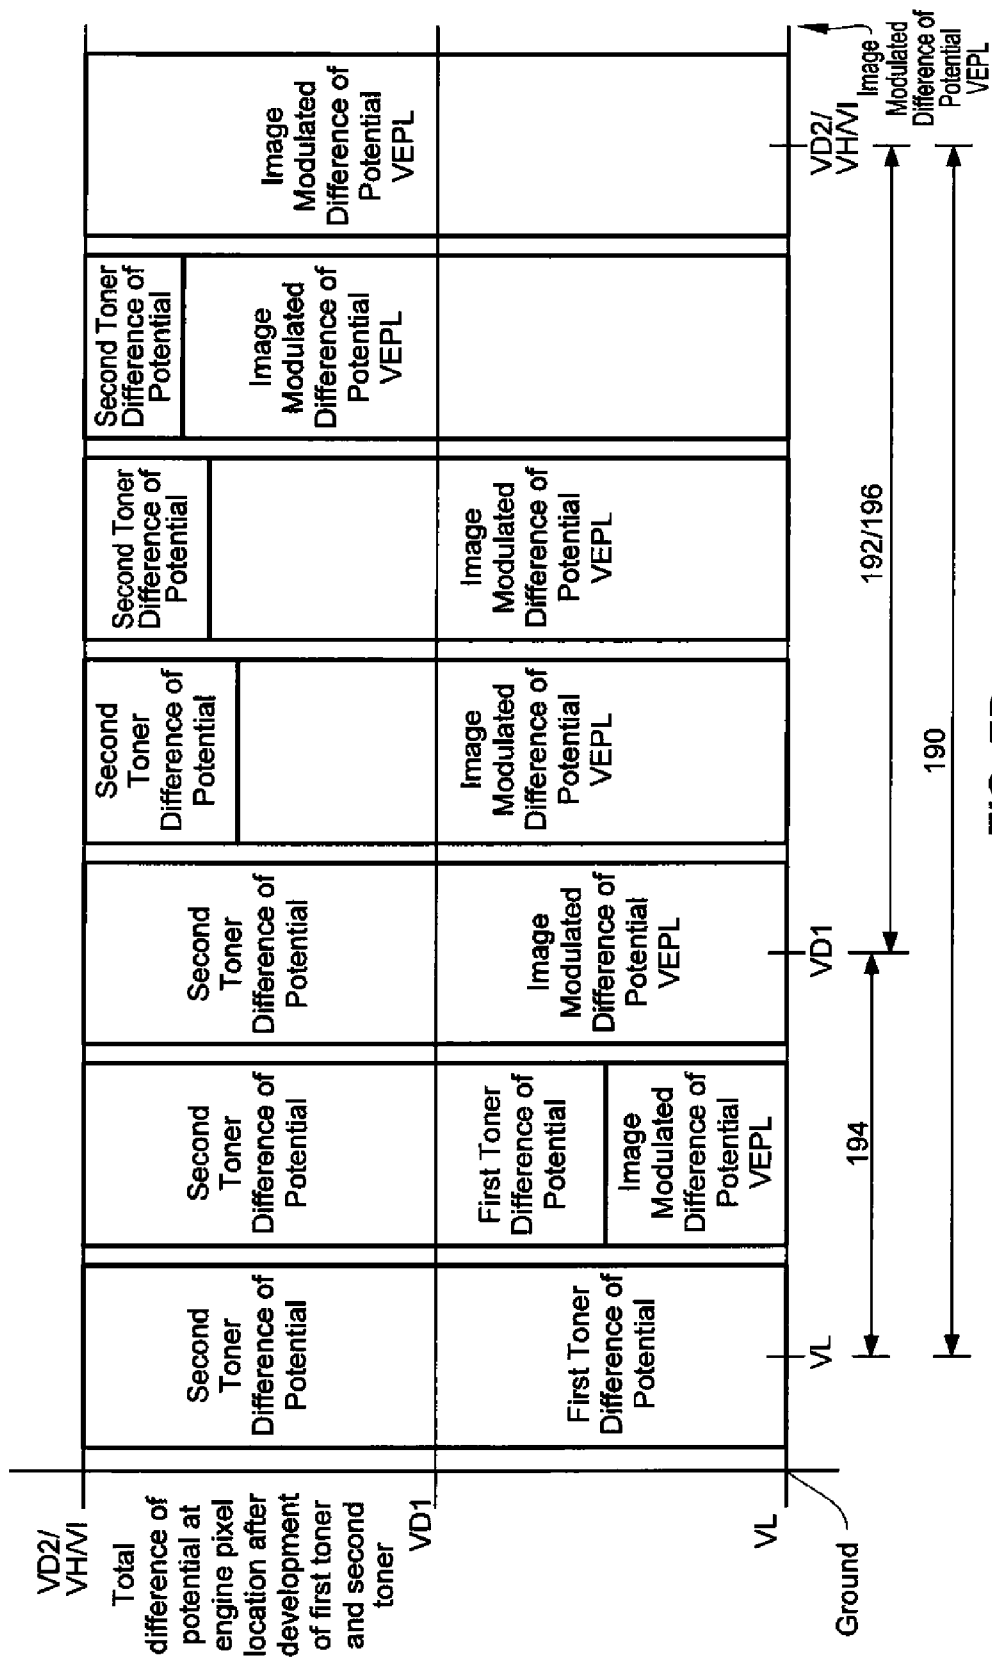 VD2/
VH/VI
Total
difference of
potential at
engine pixel
location after
development
of first toner
and second
toner
VD1
VL
Ground
Second
Toner
Difference of
Potential
First Toner
Difference of
Potential
Second
Toner
Difference of
Potential
First Toner
Difference of
Potential
Image
Modulated
Difference of
Potential
VEPL
Second
Toner
Difference of
Potential
Image
Modulated
Difference of
Potential
VEPL
Second
Toner
Difference of
Potential
Image
Modulated
Difference of
Potential
VEPL
Second Toner
Difference of
Potential
Image
Modulated
Difference of
Potential
VEPL
Second Toner
Difference of
Potential
Image
Modulated
Difference of
Potential
VEPL
Image
Modulated
Difference of
Potential
VEPL
VL
VD1
VD2/
VH/VI
Image
Modulated
Difference of
Potential
VEPL
194
192/196
190